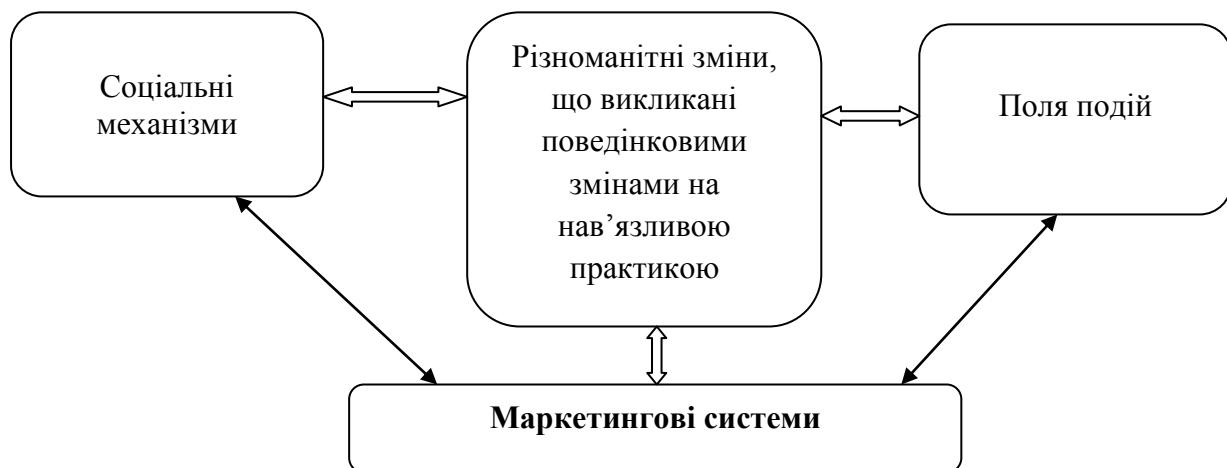 Соціальні
механізми
Різноманітні зміни,
що викликані
поведінковими
змінами на
нав’язливою
практикою
Поля подій
Маркетингові системи